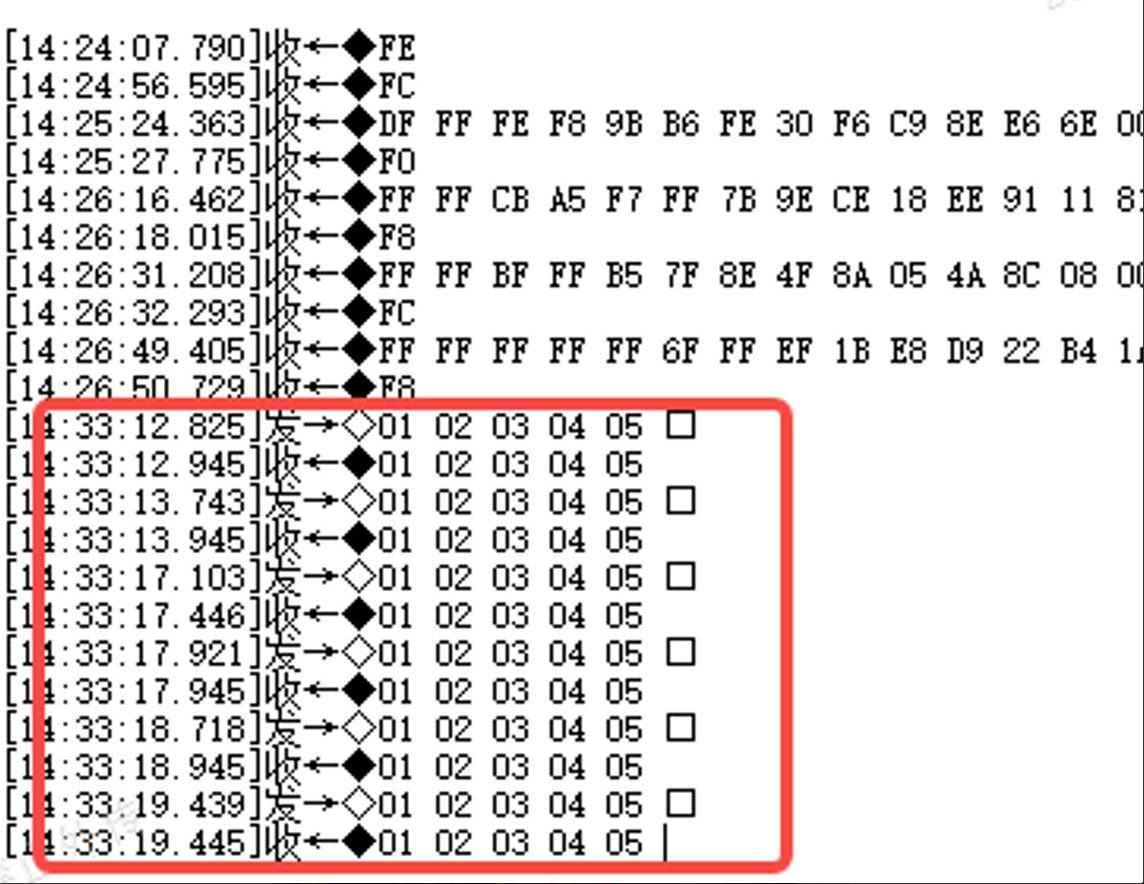 [14:24:07.790]收←◆FE
[14:24:56.595]收←◆FC
[14:25:24.363]收←◆DF FF FE F8 9B B6 FE 30 F6 C9 8E E6 6E
[14:25:27.775]收←◆F0
[14:26:16.462]收←◆FF FF CB A5 F7 FF 7B 9E CE 18 EE 91 11
[14:26:18.015]收←◆F8
[14:26:31.208]收←◆FF FF BF FF B5 7F 8E 4F 8A 05 4A 8C 08
[14:26:32.293]收←◆FC
[14:26:49.405]收←◆FF FF FF FF FF 6F FF EF 1B E8 D9 22 B4
[14:26:50.729]收←◆F8
[14:33:12.825]发→◇01 02 03 04 05 □
[14:33:12.945]收←◆01 02 03 04 05
[14:33:13.743]发→◇01 02 03 04 05 □
[14:33:13.945]收←◆01 02 03 04 05
[14:33:17.103]发→◇01 02 03 04 05 □
[14:33:17.446]收←◆01 02 03 04 05
[14:33:17.921]发→◇01 02 03 04 05 □
[14:33:17.945]收←◆01 02 03 04 05
[14:33:18.718]发→◇01 02 03 04 05 □
[14:33:18.945]收←◆01 02 03 04 05
[14:33:19.439]发→◇01 02 03 04 05 □
[14:33:19.445]收←◆01 02 03 04 05